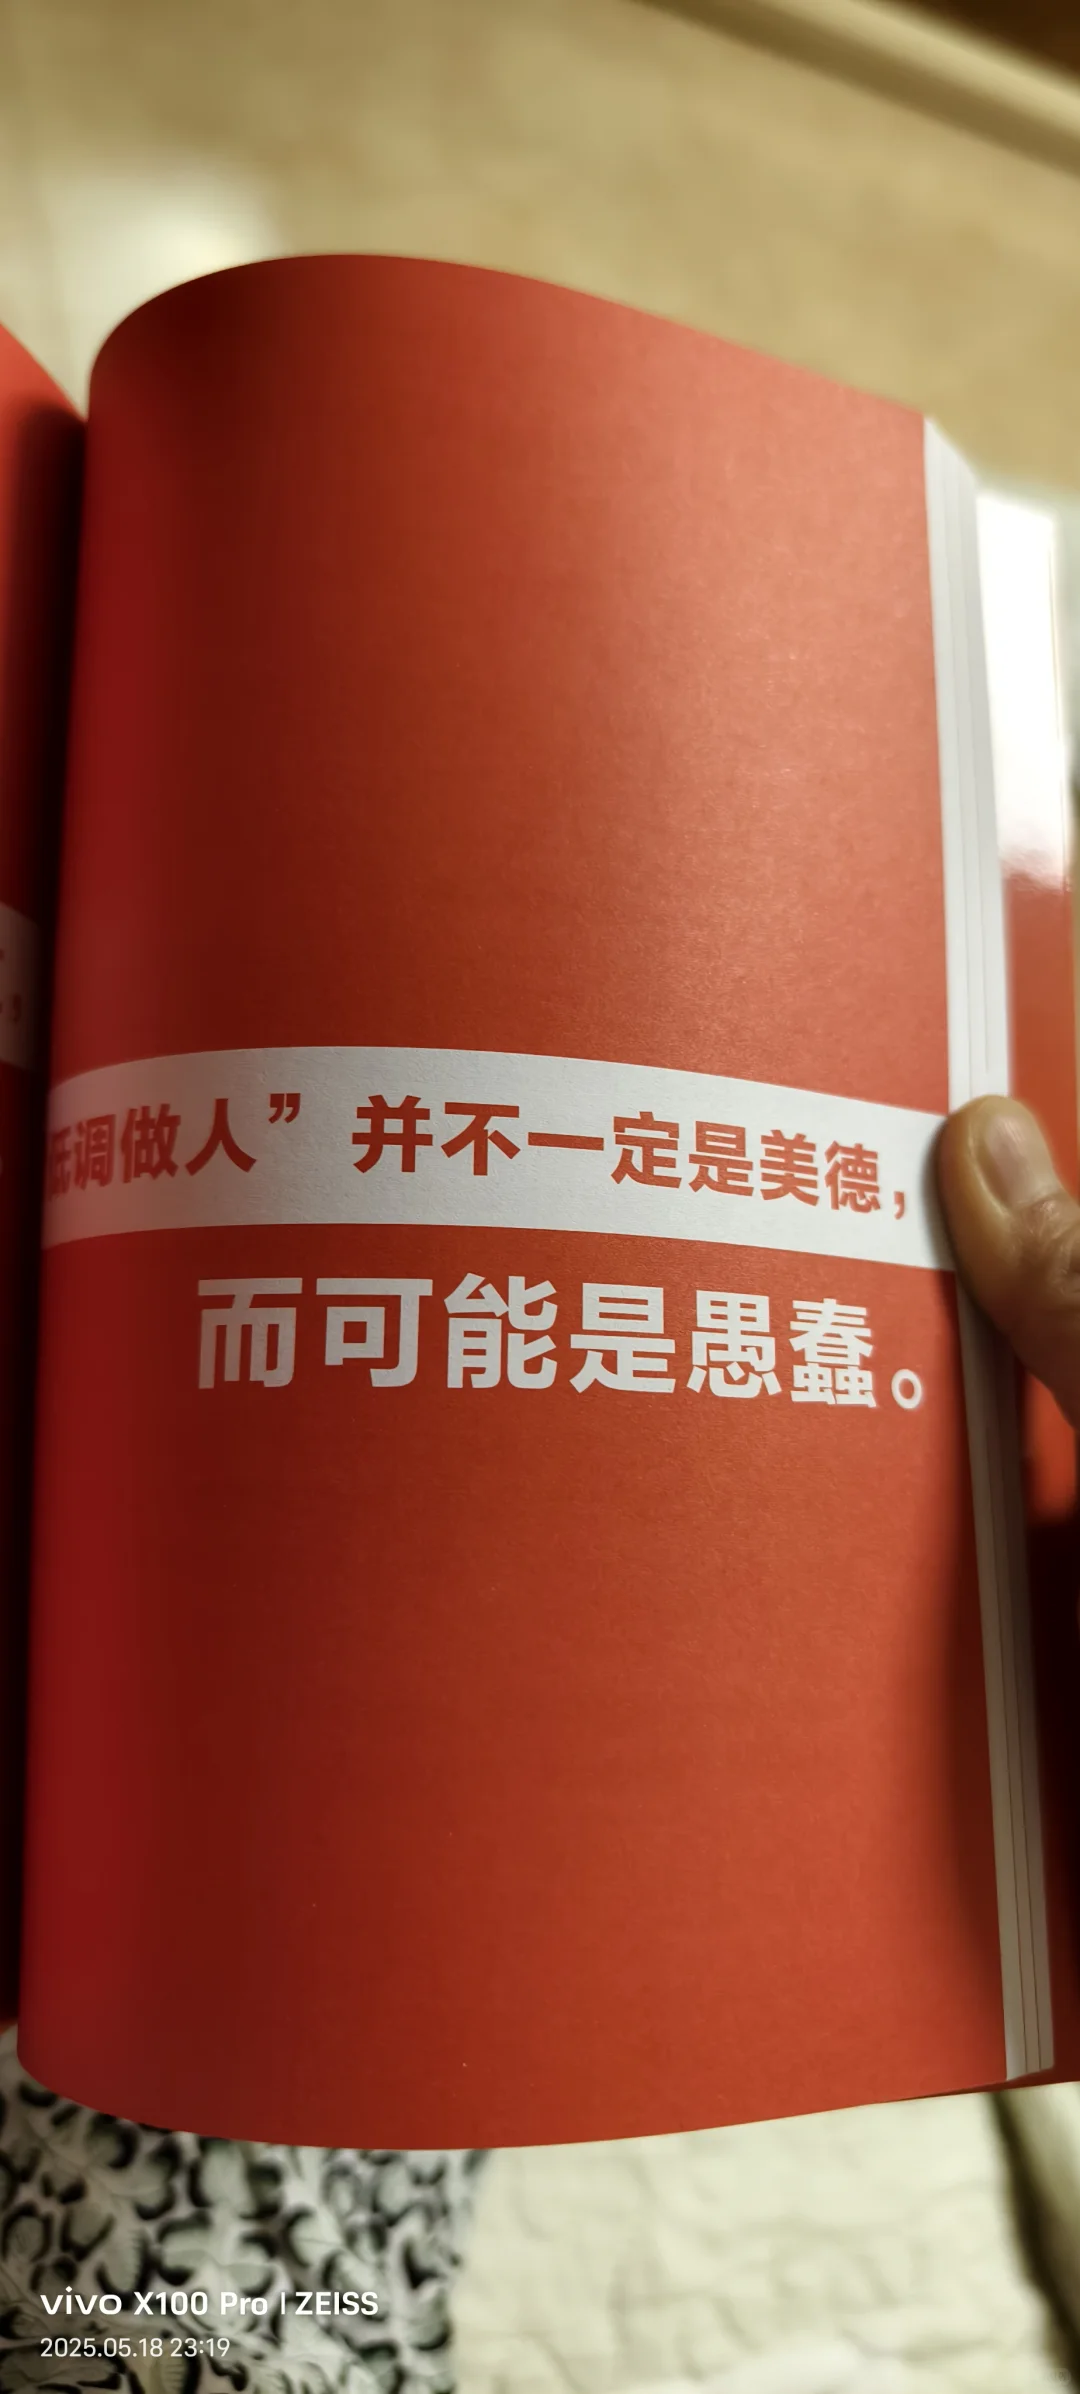 低调做人” 并不一定是美德，
而可能是愚蠢。
vivo X100 Pro | ZEISS
2025.05.18 23:19